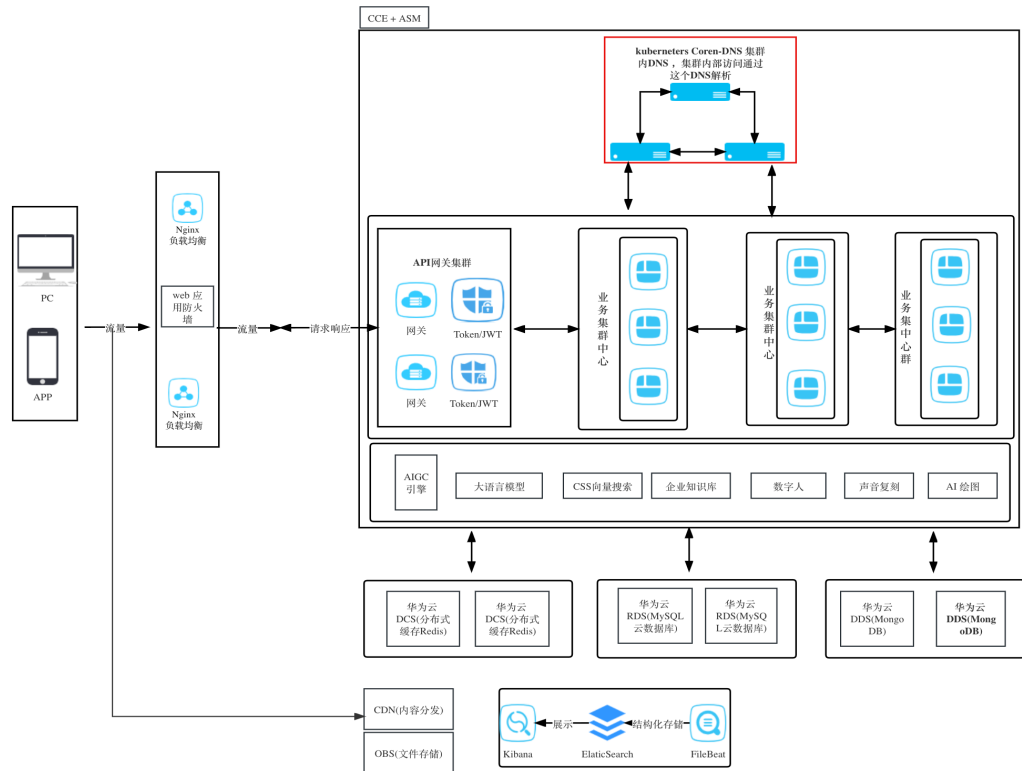 CCE + ASM
kuberneters Coren-DNS 集群
内DNS ，集群内部访问通过
这个DNS解析
PC
APP
流量
Nginx
负载均衡
web 应
用防火
墙
Nginx
负载均衡
流量
请求响应
API网关集群
网关
Token/JWT
网关
Token/JWT
业
务
集
群
中
心
业
务
集
群
中
心
业
务
集
中
心
群
AIGC
引擎
大语言模型
CSS向量搜索
企业知识库
数字人
声音复刻
AI 绘图
华为云
DCS(分布式
缓存Redis)
华为云
DCS(分布式
缓存Redis)
华为云
RDS(MySQL
云数据库)
华为云
RDS(MySQ
L云数据库)
华为云
DDS(Mongo
DB)
华为云
DDS(Mong
oDB)
CDN(内容分发)
OBS(文件存储)
展示
结构化存储
Kibana
ElaticSearch
FileBeat